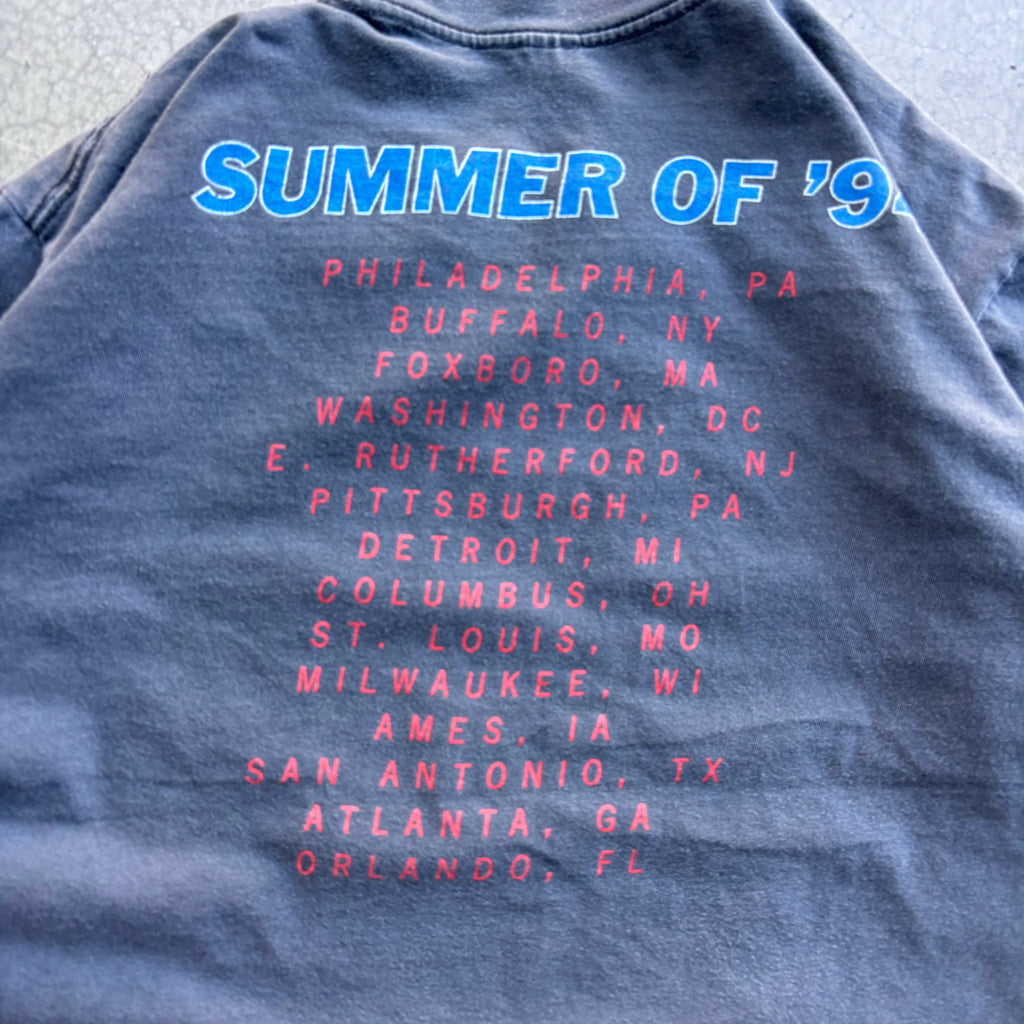 SUMMER OF '9
PHILADELPHIA, PA
BUFFALO, NY
FOXBORO, MA
WASHINGTON, DC
E. RUTHERFORD, NJ
PITTSBURGH, PA
DETROIT, MI
COLUMBUS, OH
ST. LOUIS, MO
MILWAUKEE, WI
AMES, IA
SAN ANTONIO, TX
ATLANTA, GA
ORLANDO, FL